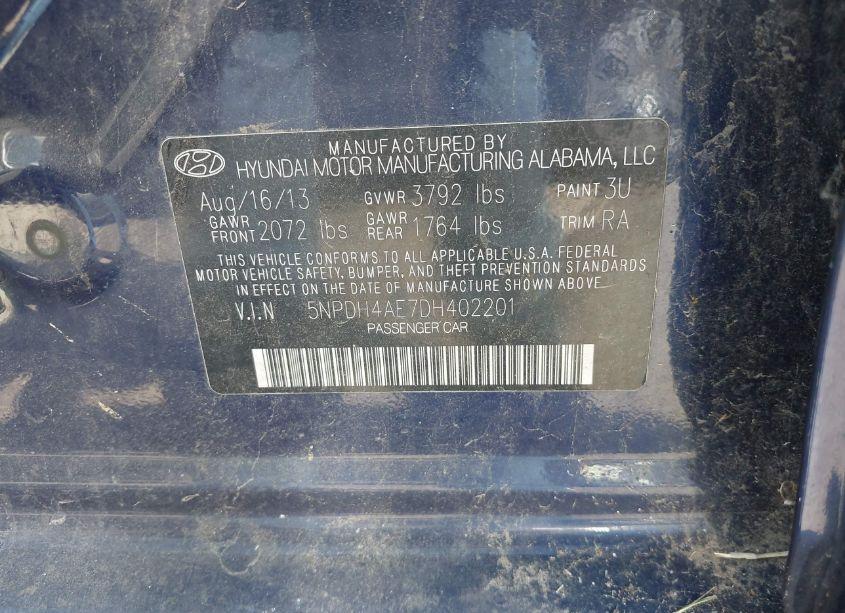 MANUFACTURED BY
HYUNDAI MOTOR MANUFACTURING ALABAMA, LLC
Aug/16/13 GVWR 3792 lbs PAINT 3U
GAWR FRONT 2072 lbs GAWR REAR 1764 lbs TRIM RA
THIS VEHICLE CONFORMS TO ALL APPLICABLE U.S.A. FEDERAL
MOTOR VEHICLE SAFETY, BUMPER, AND THEFT PREVENTION STANDARDS
IN EFFECT ON THE DATE OF MANUFACTURE SHOWN ABOVE.
V.I.N 5NPDH4AE7DH402201
PASSENGER CAR